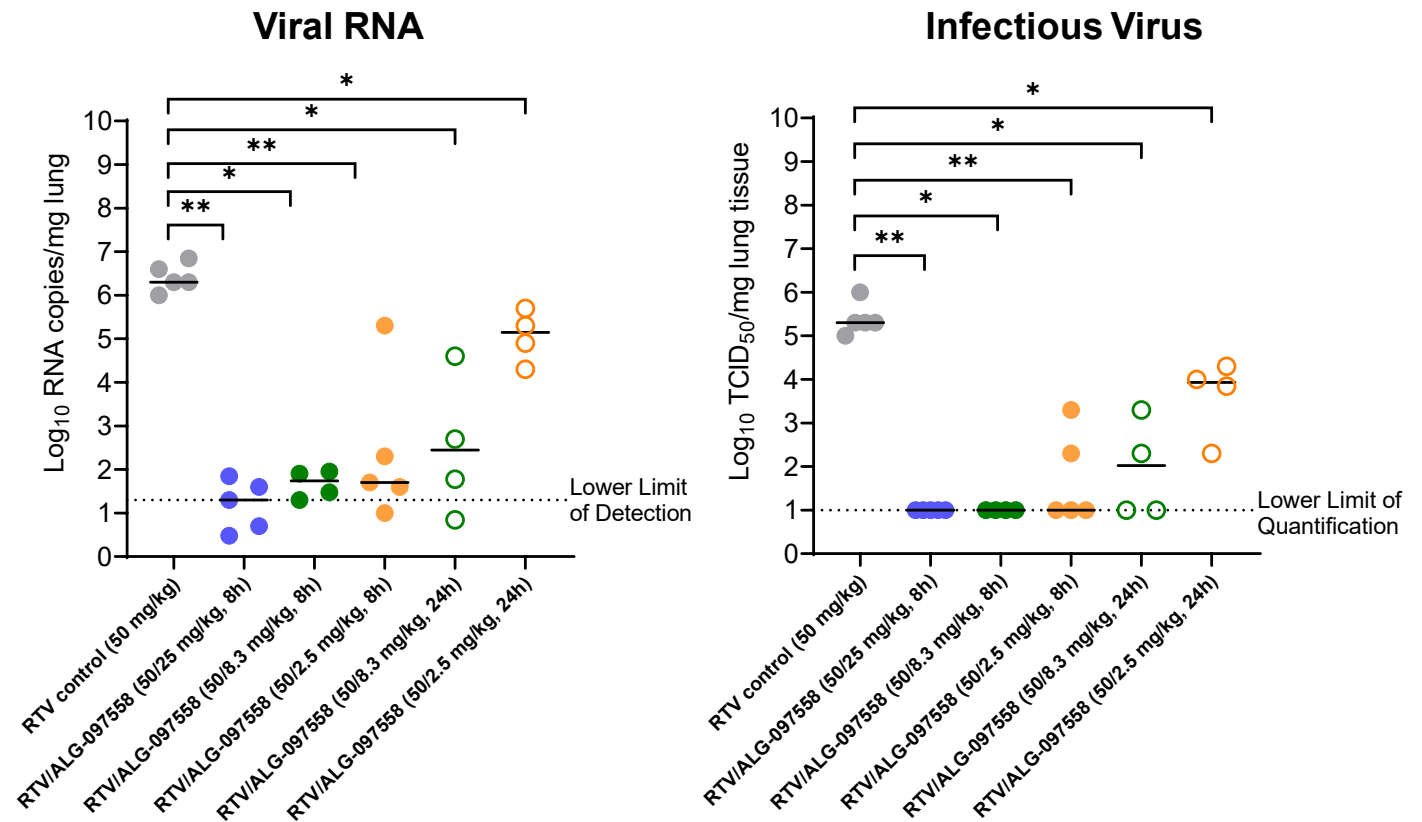 Viral RNA
*
*
**
*
**
Log10 RNA copies/mg lung
10
9
8
7
6
5
4
3
2
1
0
Lower Limit
of Detection
RTV control (50 mg/kg)
RTV/ALG-097558 (50/25 mg/kg, 8h)
RTV/ALG-097558 (50/8.3 mg/kg, 8h)
RTV/ALG-097558 (50/2.5 mg/kg, 8h)
RTV/ALG-097558 (50/8.3 mg/kg, 24h)
RTV/ALG-097558 (50/2.5 mg/kg, 24h)
Infectious Virus
*
*
**
*
**
Log10 TCID50/mg lung tissue
10
9
8
7
6
5
4
3
2
1
0
Lower Limit of
Quantification
RTV control (50 mg/kg)
RTV/ALG-097558 (50/25 mg/kg, 8h)
RTV/ALG-097558 (50/8.3 mg/kg, 8h)
RTV/ALG-097558 (50/2.5 mg/kg, 8h)
RTV/ALG-097558 (50/8.3 mg/kg, 24h)
RTV/ALG-097558 (50/2.5 mg/kg, 24h)